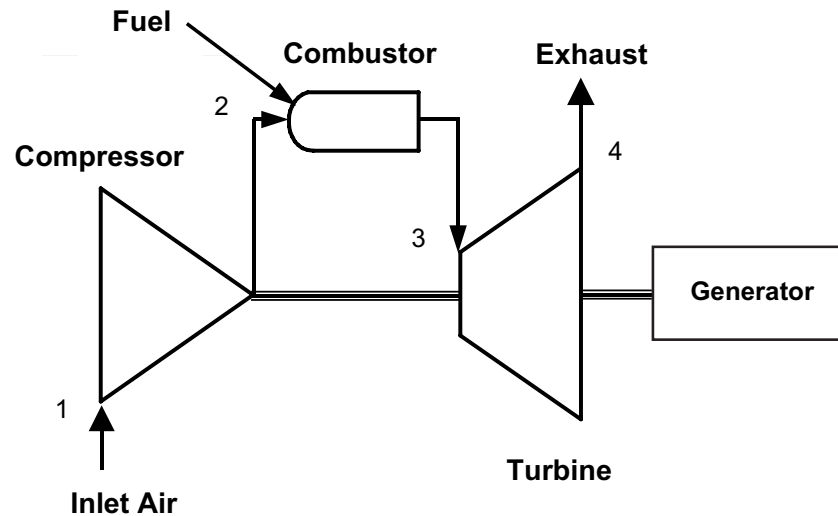 Fuel
Combustor
Exhaust
2
4
Compressor
3
Generator
1
Turbine
Inlet Air